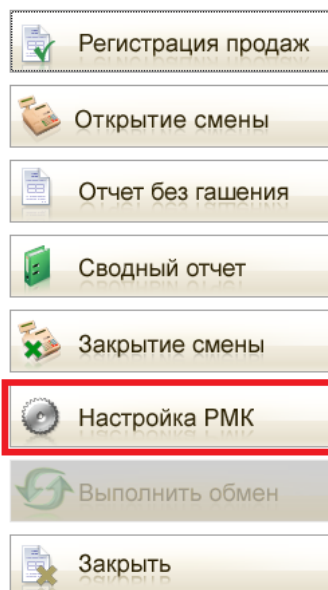 Регистрация продаж
Открытие смены
Отчет без гашения
Сводный отчет
Закрытие смены
Настройка РМК
Выполнить обмен
Закрыть